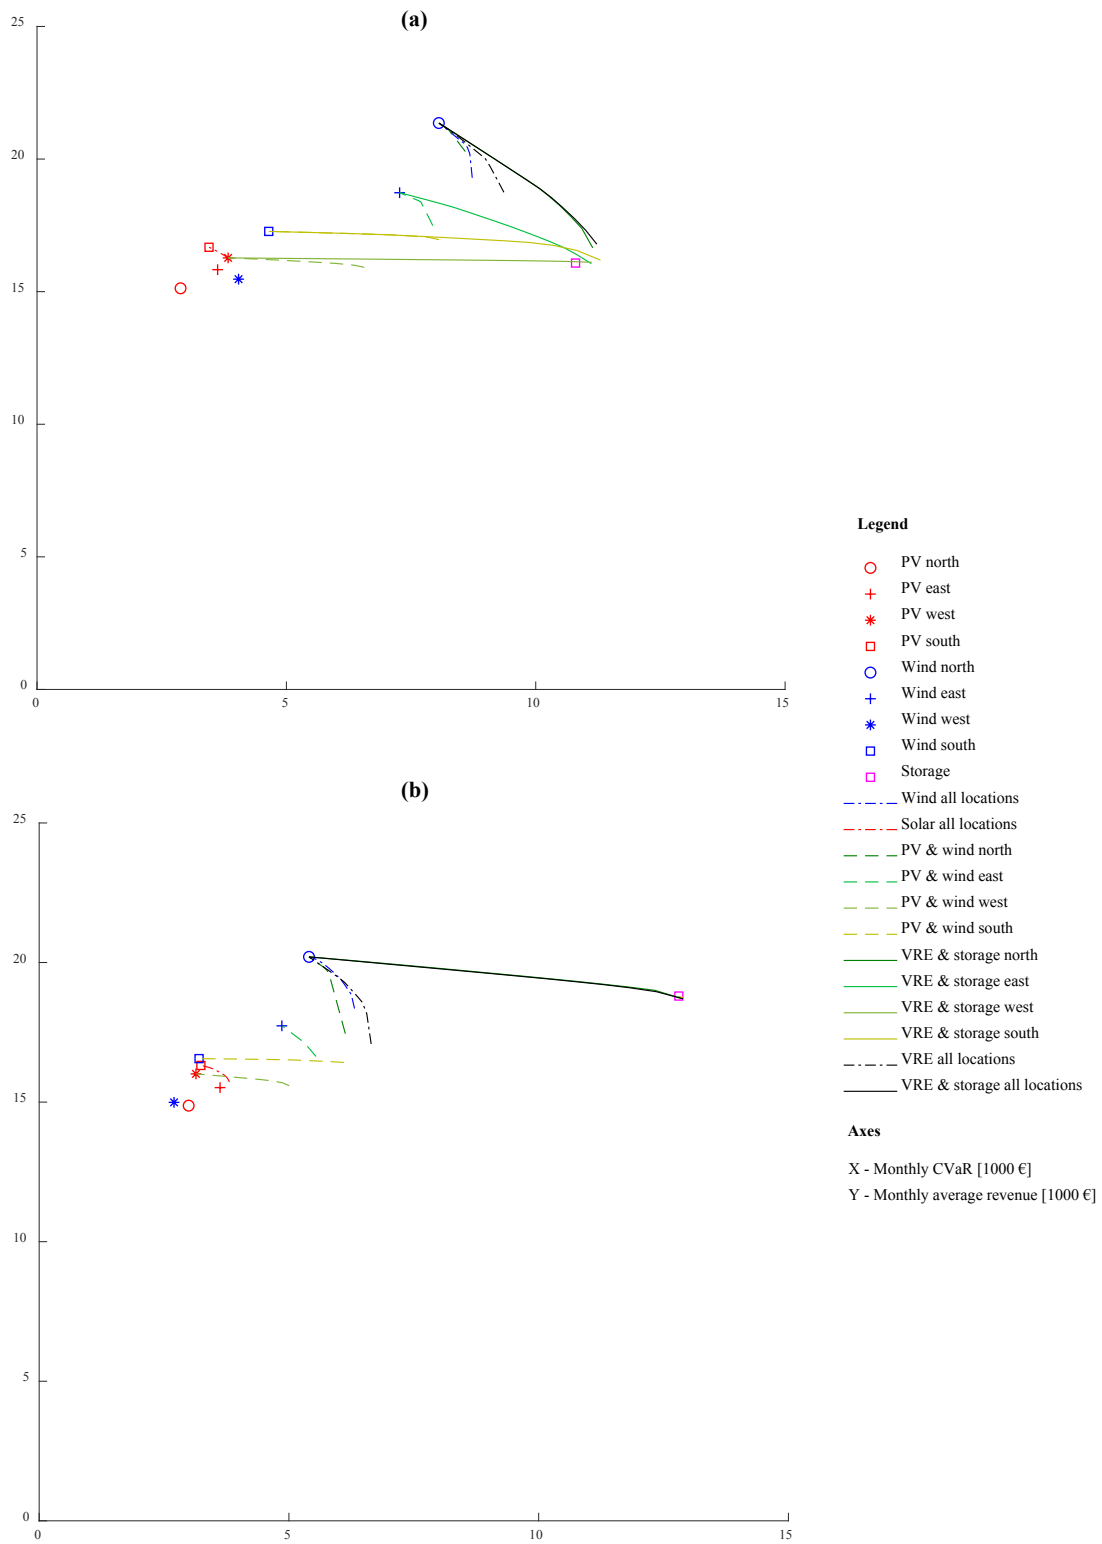 (a)
25
20
15
10
5
0
0 5 10 15
Legend
PV north
PV east
PV west
PV south
Wind north
Wind east
Wind west
Wind south
Storage
Wind all locations
Solar all locations
PV & wind north
PV & wind east
PV & wind west
PV & wind south
VRE & storage north
VRE & storage east
VRE & storage west
VRE & storage south
VRE all locations
VRE & storage all locations
Axes
X - Monthly CVaR [1000 €]
Y - Monthly average revenue [1000 €]
(b)
25
20
15
10
5
0
0 5 10 15